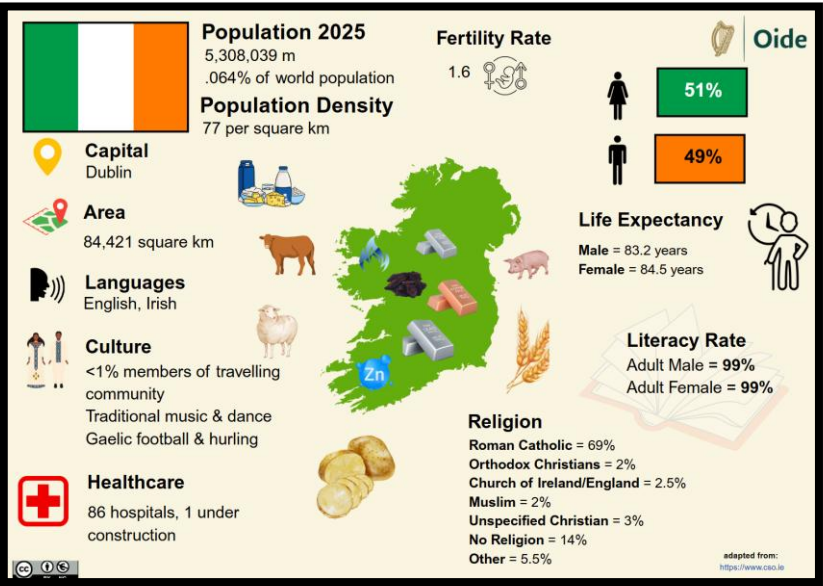 Population 2025
5,308,039 m
.064% of world population
Population Density
77 per square km
Capital
Dublin
Area
84,421 square km
Languages
English, Irish
Culture
<1% members of travelling
community
Traditional music & dance
Gaelic football & hurling
Healthcare
86 hospitals, 1 under
construction
Fertility Rate
1.6
Oide
51%
49%
Life Expectancy
Male = 83.2 years
Female = 84.5 years
Literacy Rate
Adult Male = 99%
Adult Female = 99%
Zn
Religion
Roman Catholic = 69%
Orthodox Christians = 2%
Church of Ireland/England = 2.5%
Muslim = 2%
Unspecified Christian = 3%
No Religion = 14%
Other = 5.5%
adapted from:
https://www.cso.ie
cc